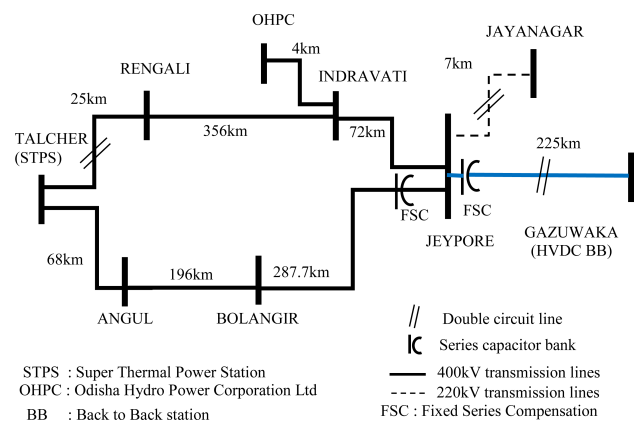 OHPC
JAYANAGAR
4km
7km
RENGALI
INDRAVATI
25km
356km
72km
225km
TALCHER
(STPS)
FSC
FSC
JEYPORE
GAZUWAKA
(HVDC BB)
68km
196km
287.7km
ANGUL
BOLANGIR
Double circuit line
Series capacitor bank
400kV transmission lines
220kV transmission lines
FSC : Fixed Series Compensation
STPS : Super Thermal Power Station
OHPC : Odisha Hydro Power Corporation Ltd
BB : Back to Back station